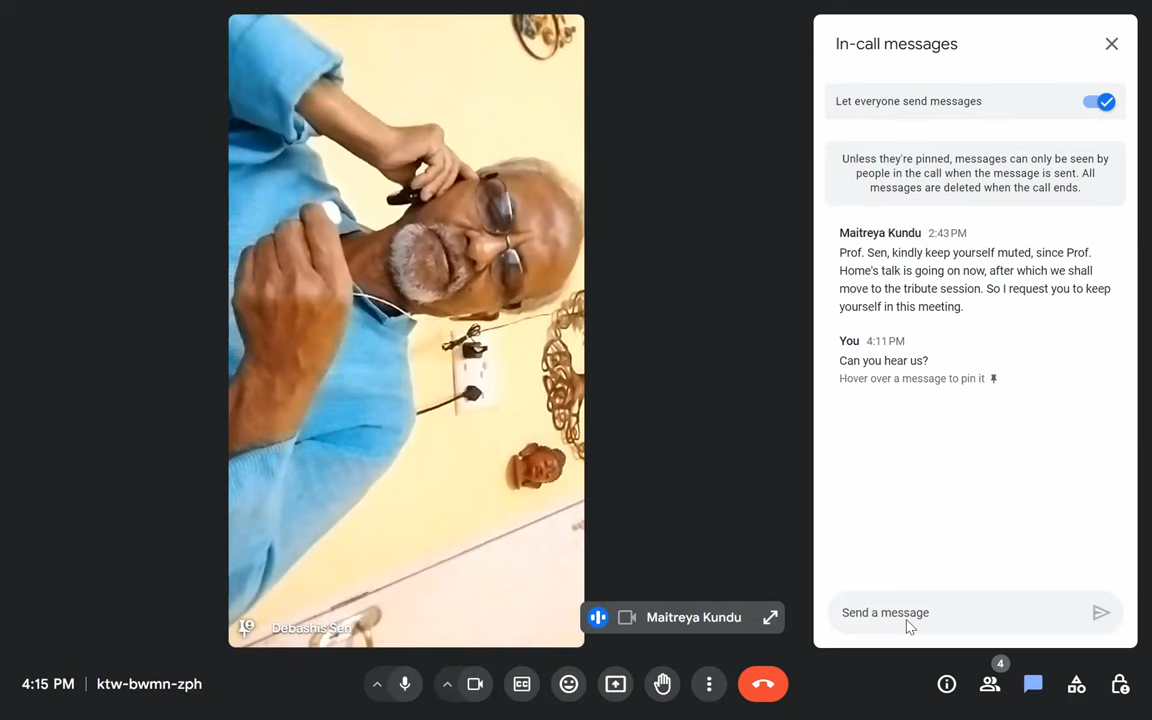 In-call messages
Let everyone send messages
Unless they're pinned, messages can only be seen by
people in the call when the message is sent. All
messages are deleted when the call ends.
Maitreya Kundu 2:43 PM
Prof. Sen, kindly keep yourself muted, since Prof.
Home's talk is going on now, after which we shall
move to the tribute session. So I request you to keep
yourself in this meeting.
You 4:11 PM
Can you hear us?
Hover over a message to pin it
Send a message
Debashis Sen
Maitreya Kundu
4:15 PM | ktw-bwmn-zph
CC
4